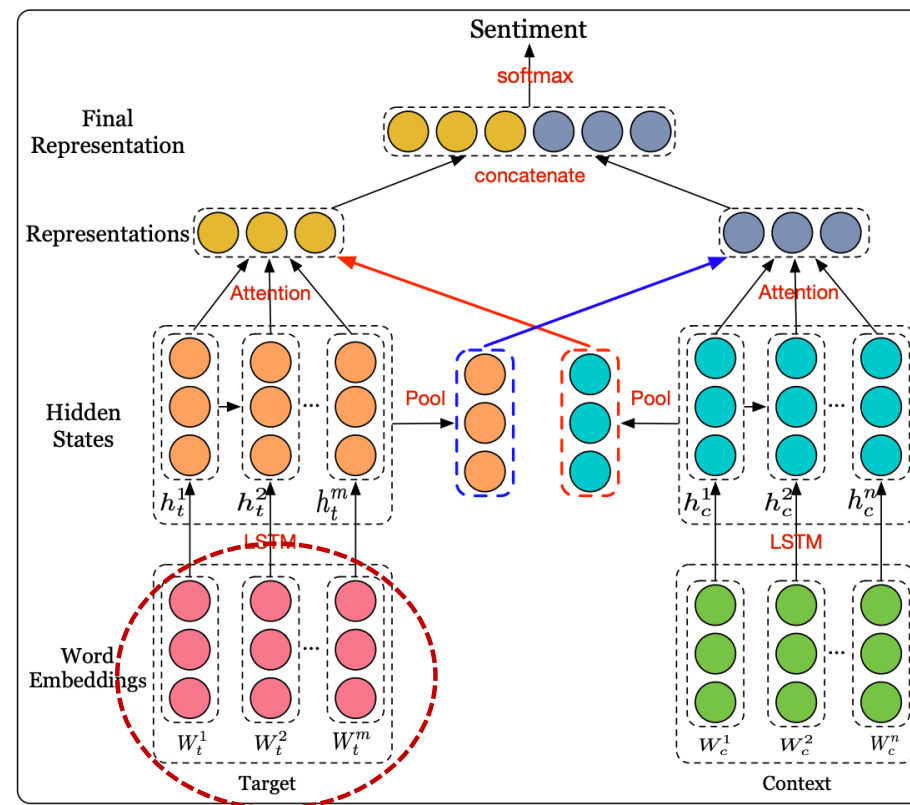 Sentiment
softmax
Final
Representation
concatenate
Representations
Attention
Attention
Hidden
States
Pool
Pool
h_t^1 h_t^2 ... h_t^m
h_c^1 h_c^2 ... h_c^n
LSTM
LSTM
Word
Embeddings
W_t^1 W_t^2 ... W_t^m
W_c^1 W_c^2 ... W_c^n
Target
Context